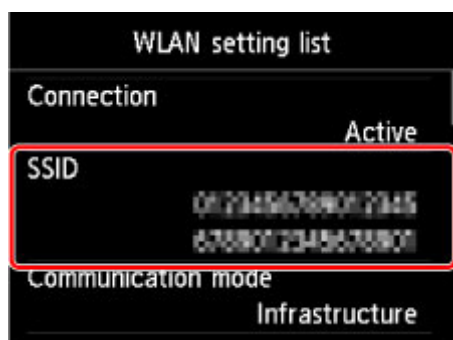 WLAN setting list
Connection
Active
SSID
Communication mode
Infrastructure